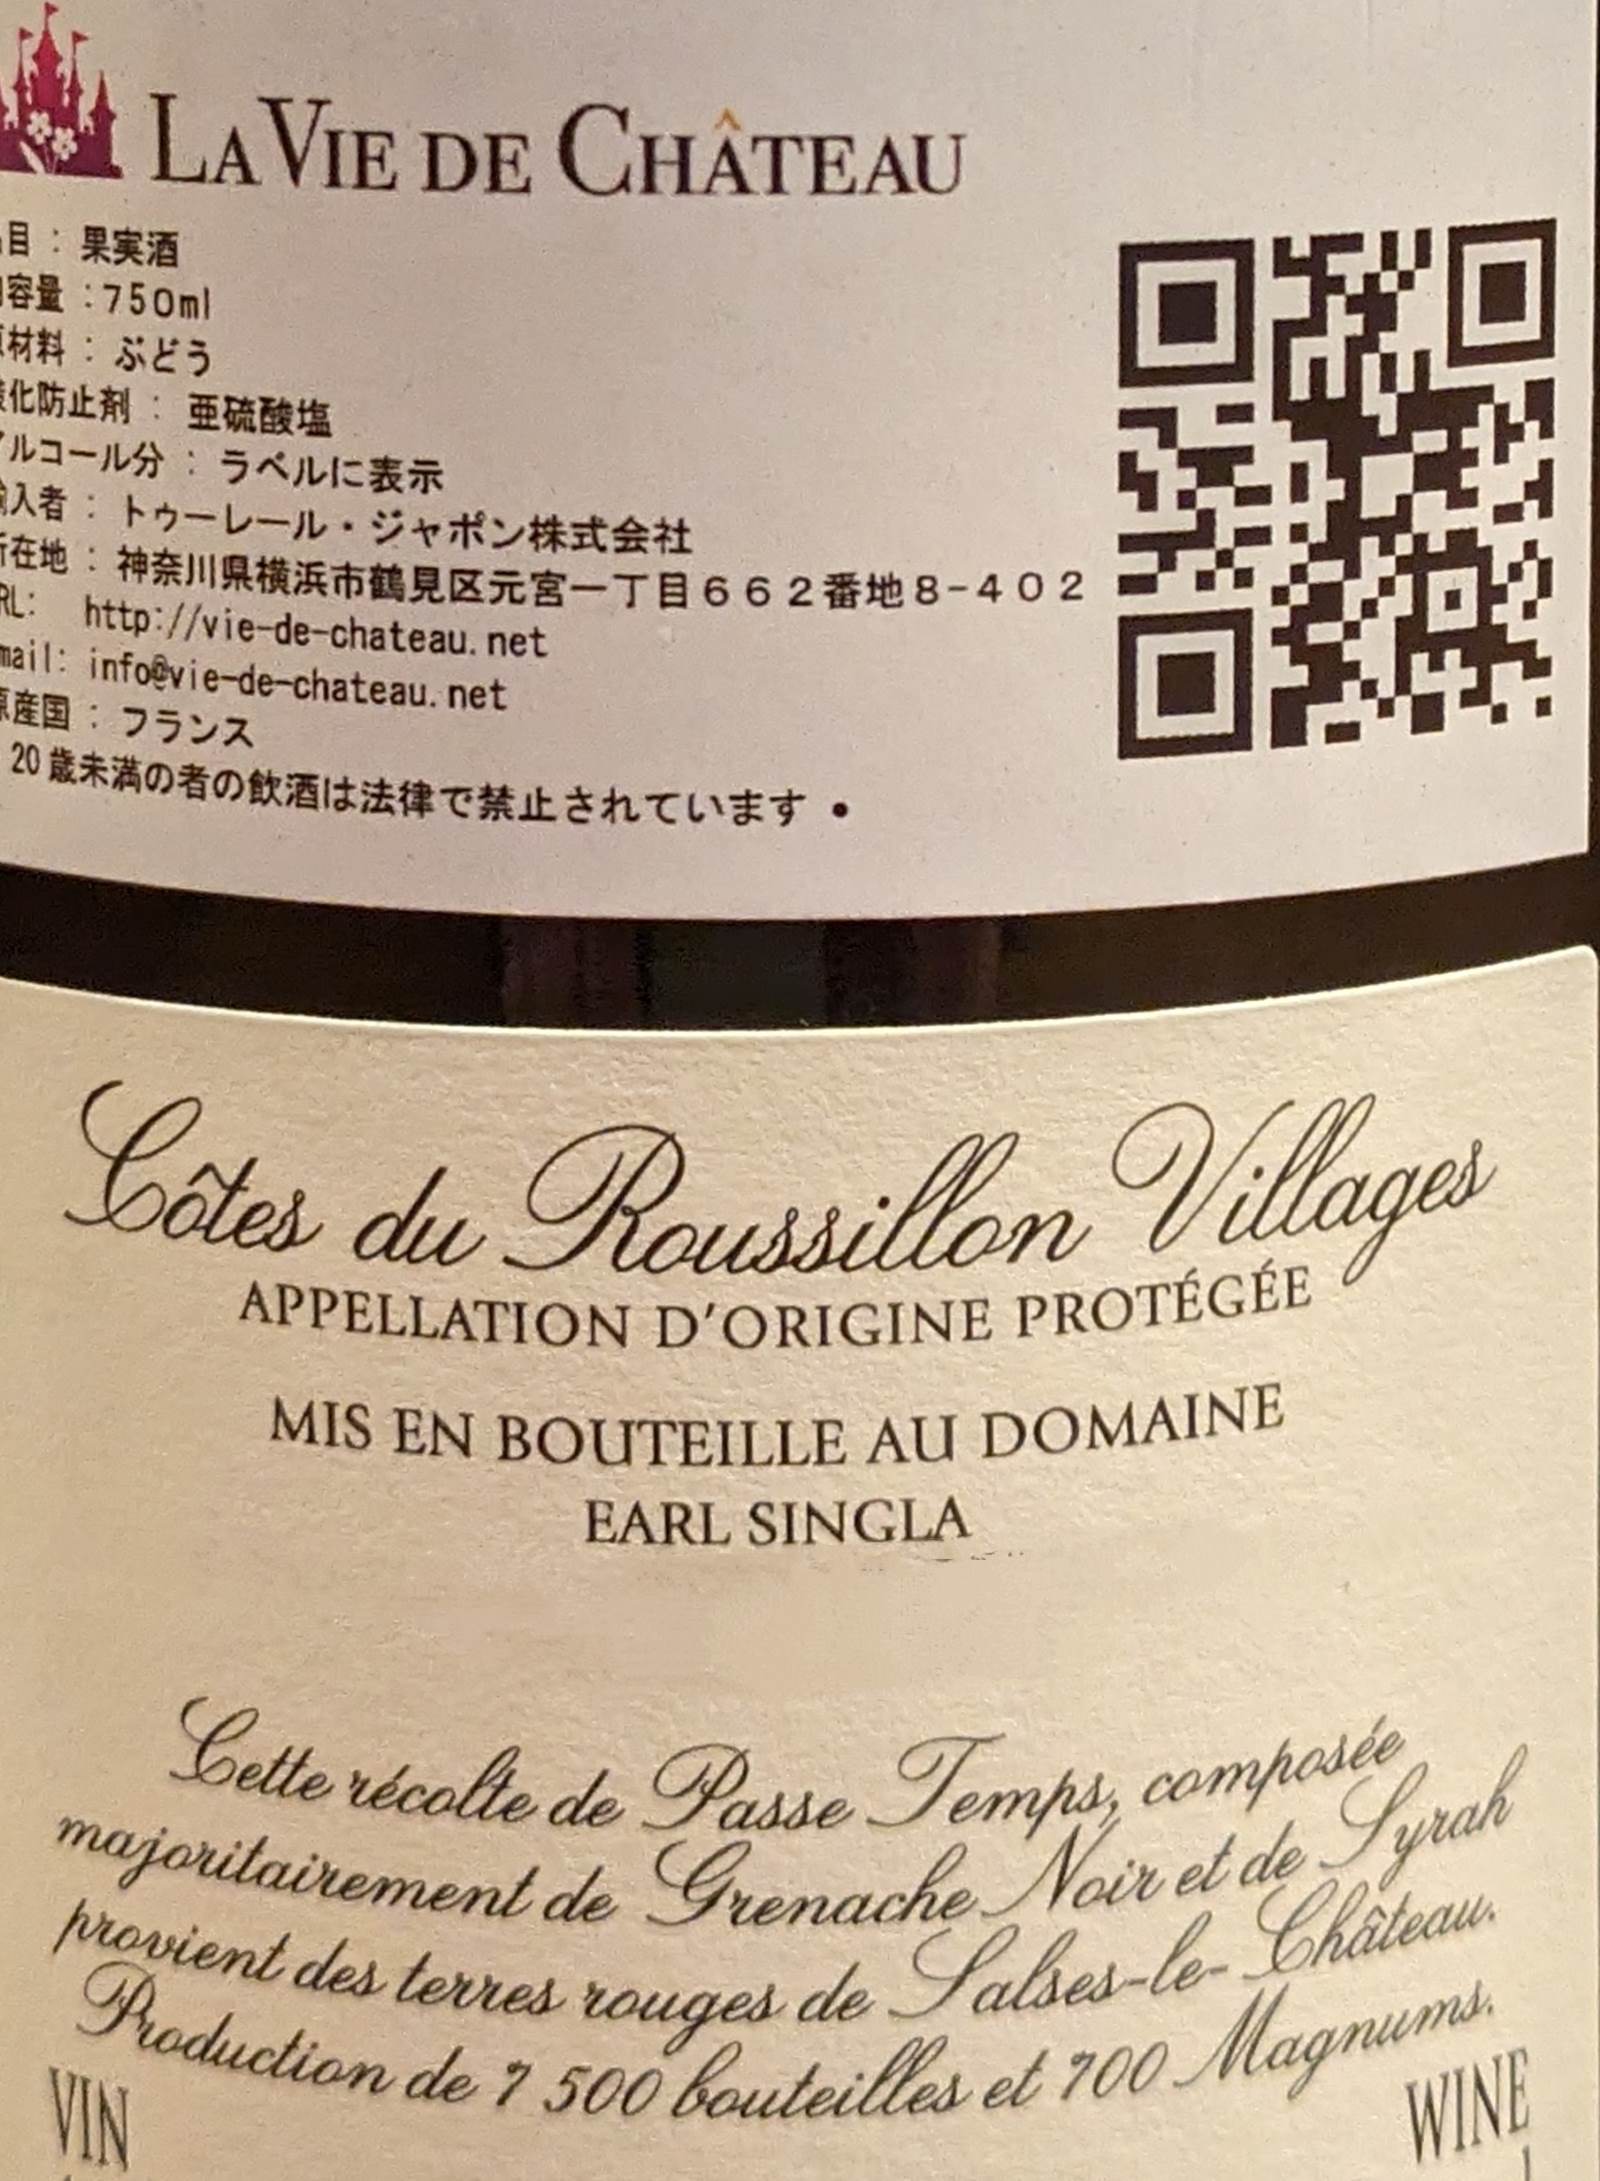 LA VIE DE CHÂTEAU
目 : 果実酒
容量 :750ml
材料 : ぶどう
化防止剤 : 亜硫酸塩
ルコール分 : ラベルに表示
入者 : トゥーレール・ジャポン株式会社
在地 : 神奈川県横浜市鶴見区元宮一丁目662番地8-402
RL: http://vie-de-chateau.net
mail: info@vie-de-chateau.net
原産国 : フランス
20歳未満の者の飲酒は法律で禁止されています •
Côtes du Roussillon Villages
APPELLATION D'ORIGINE PROTÉGÉE
MIS EN BOUTEILLE AU DOMAINE
EARL SINGLA
Cette récolte de Passe Temps, composée
majoritairement de Grenache Noir et de Syrah
provient des terres rouges de Salses-le-Château.
Production de 7 500 bouteilles et 700 Magnums.
VIN WINE